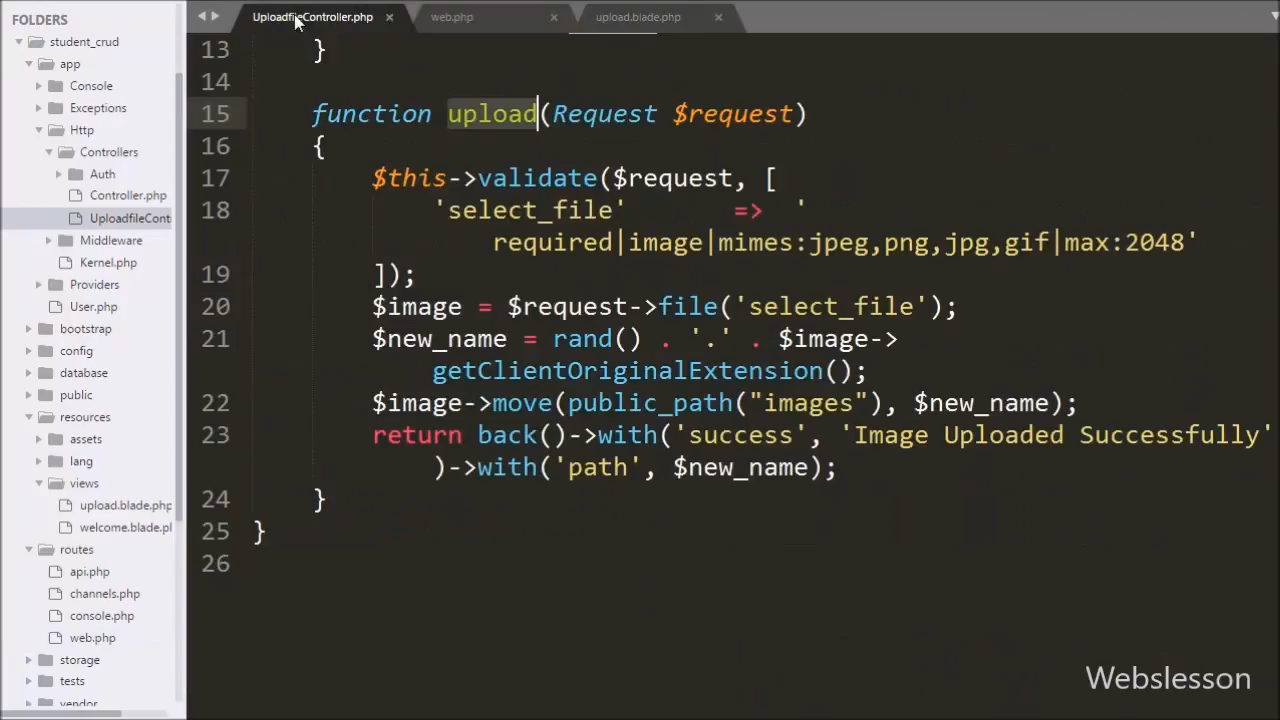 FOLDERS
student_crud
app
Console
Exceptions
Http
Controllers
Auth
Controller.php
UploadfileCont
Middleware
Kernel.php
Providers
User.php
bootstrap
config
database
public
resources
assets
lang
views
upload.blade.php
welcome.blade.pl
routes
api.php
channels.php
console.php
web.php
storage
tests
vendor
UploadfileController.php × web.php × upload.blade.php ×
13 }
14
15 function upload(Request $request)
16 {
17 $this->validate($request, [
18 'select_file' => '
required|image|mimes:jpeg,png,jpg,gif|max:2048'
19 ]);
20 $image = $request->file('select_file');
21 $new_name = rand() . '.' . $image->
getClientOriginalExtension();
22 $image->move(public_path("images"), $new_name);
23 return back()->with('success', 'Image Uploaded Successfully'
)->with('path', $new_name);
24 }
25 }
26
Webslesson